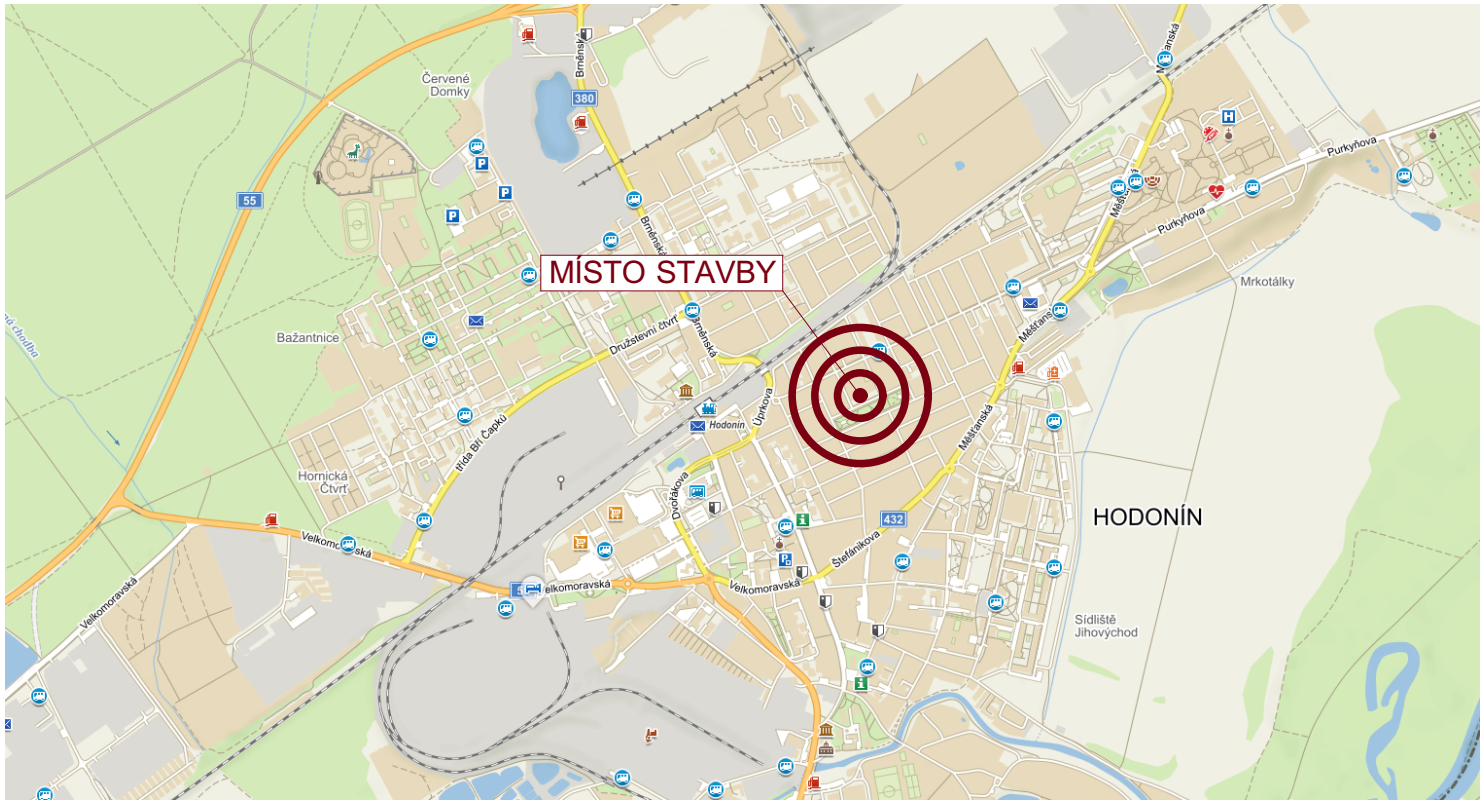 Brněnská
Měšťanská
Červené
Domky
380
H
Purkyňova
P
P
55
P
Měšťanská
Brněnská
Purkyňova
MÍSTO STAVBY
Mrkotálky
Bažantnice
Družstevní čtvrť
Brněnská
Úprkova
Hodonín
třída Bří Čapků
Měšťanská
Hornická
Čtvrť
Dvořákova
432
HODONÍN
Velkomoravská
Štefánikova
P
Velkomoravská
Velkomoravská
Velkomoravská
Sídliště
Jihovýchod